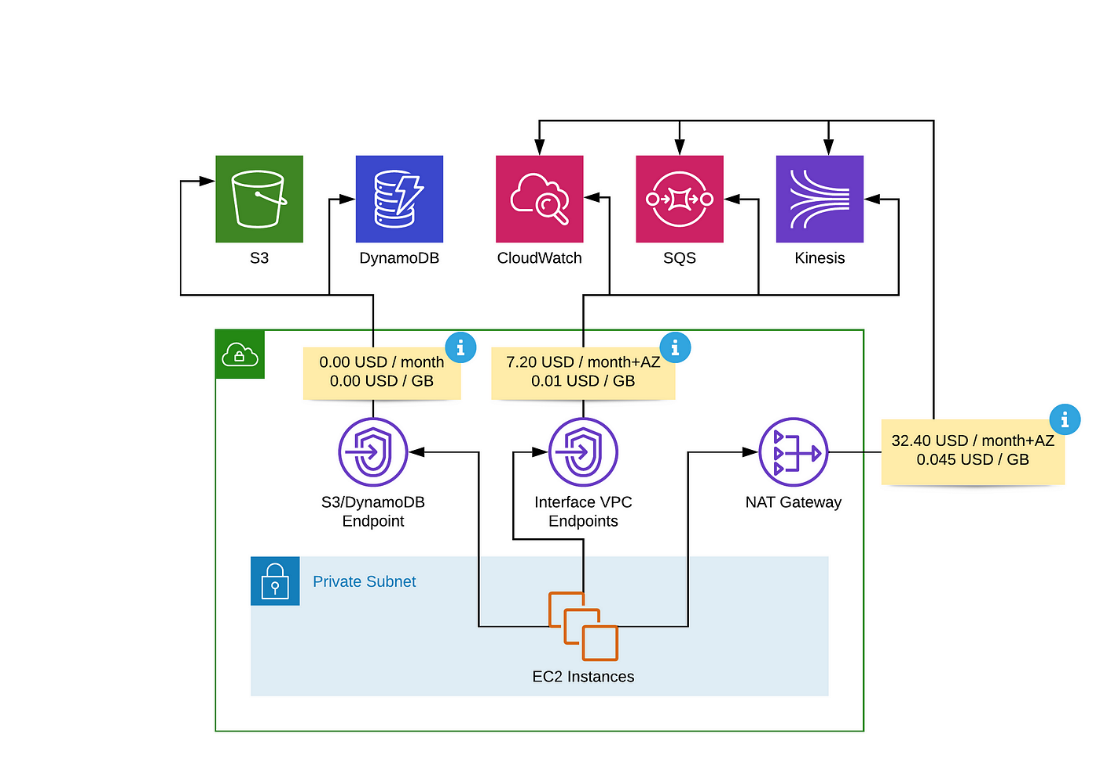 S3
DynamoDB
CloudWatch
SQS
Kinesis
0.00 USD / month
0.00 USD / GB
i
7.20 USD / month+AZ
0.01 USD / GB
i
32.40 USD / month+AZ
0.045 USD / GB
i
S3/DynamoDB
Endpoint
Interface VPC
Endpoints
NAT Gateway
Private Subnet
EC2 Instances